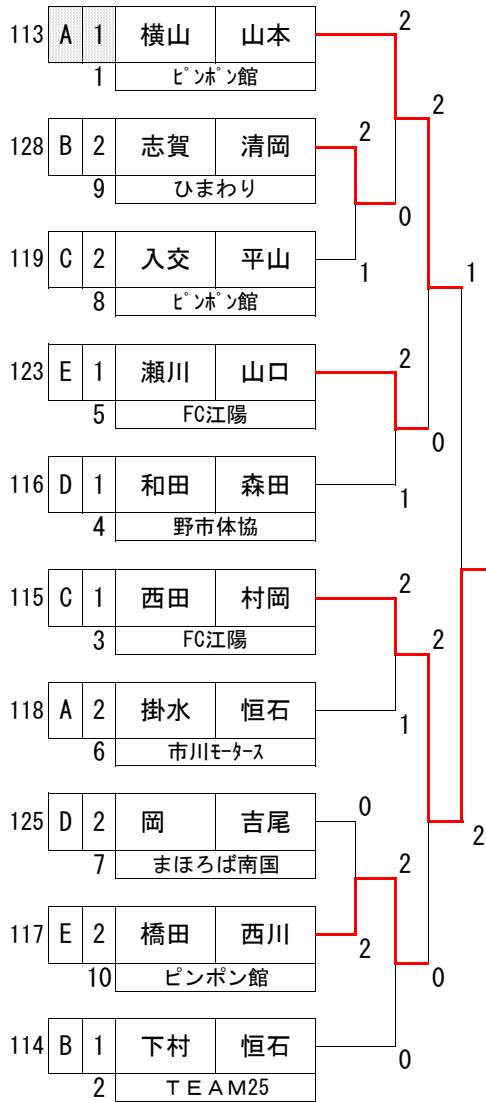 2
113 A 1 横山 山本
1 ピンポン館
2
2
128 B 2 志賀 清岡
9 ひまわり
0
119 C 2 入交 平山
1
1
8 ピンポン館
2
123 E 1 瀬川 山口
5 FC江陽
0
116 D 1 和田 森田
1
4 野市体協
2
115 C 1 西田 村岡
3 FC江陽
2
118 A 2 掛水 恒石
1
6 市川モータース
0
125 D 2 岡 吉尾
2
7 まほろば南国
2
117 E 2 橋田 西川
2
10 ピンポン館
0
114 B 1 下村 恒石
0
2 TEAM25